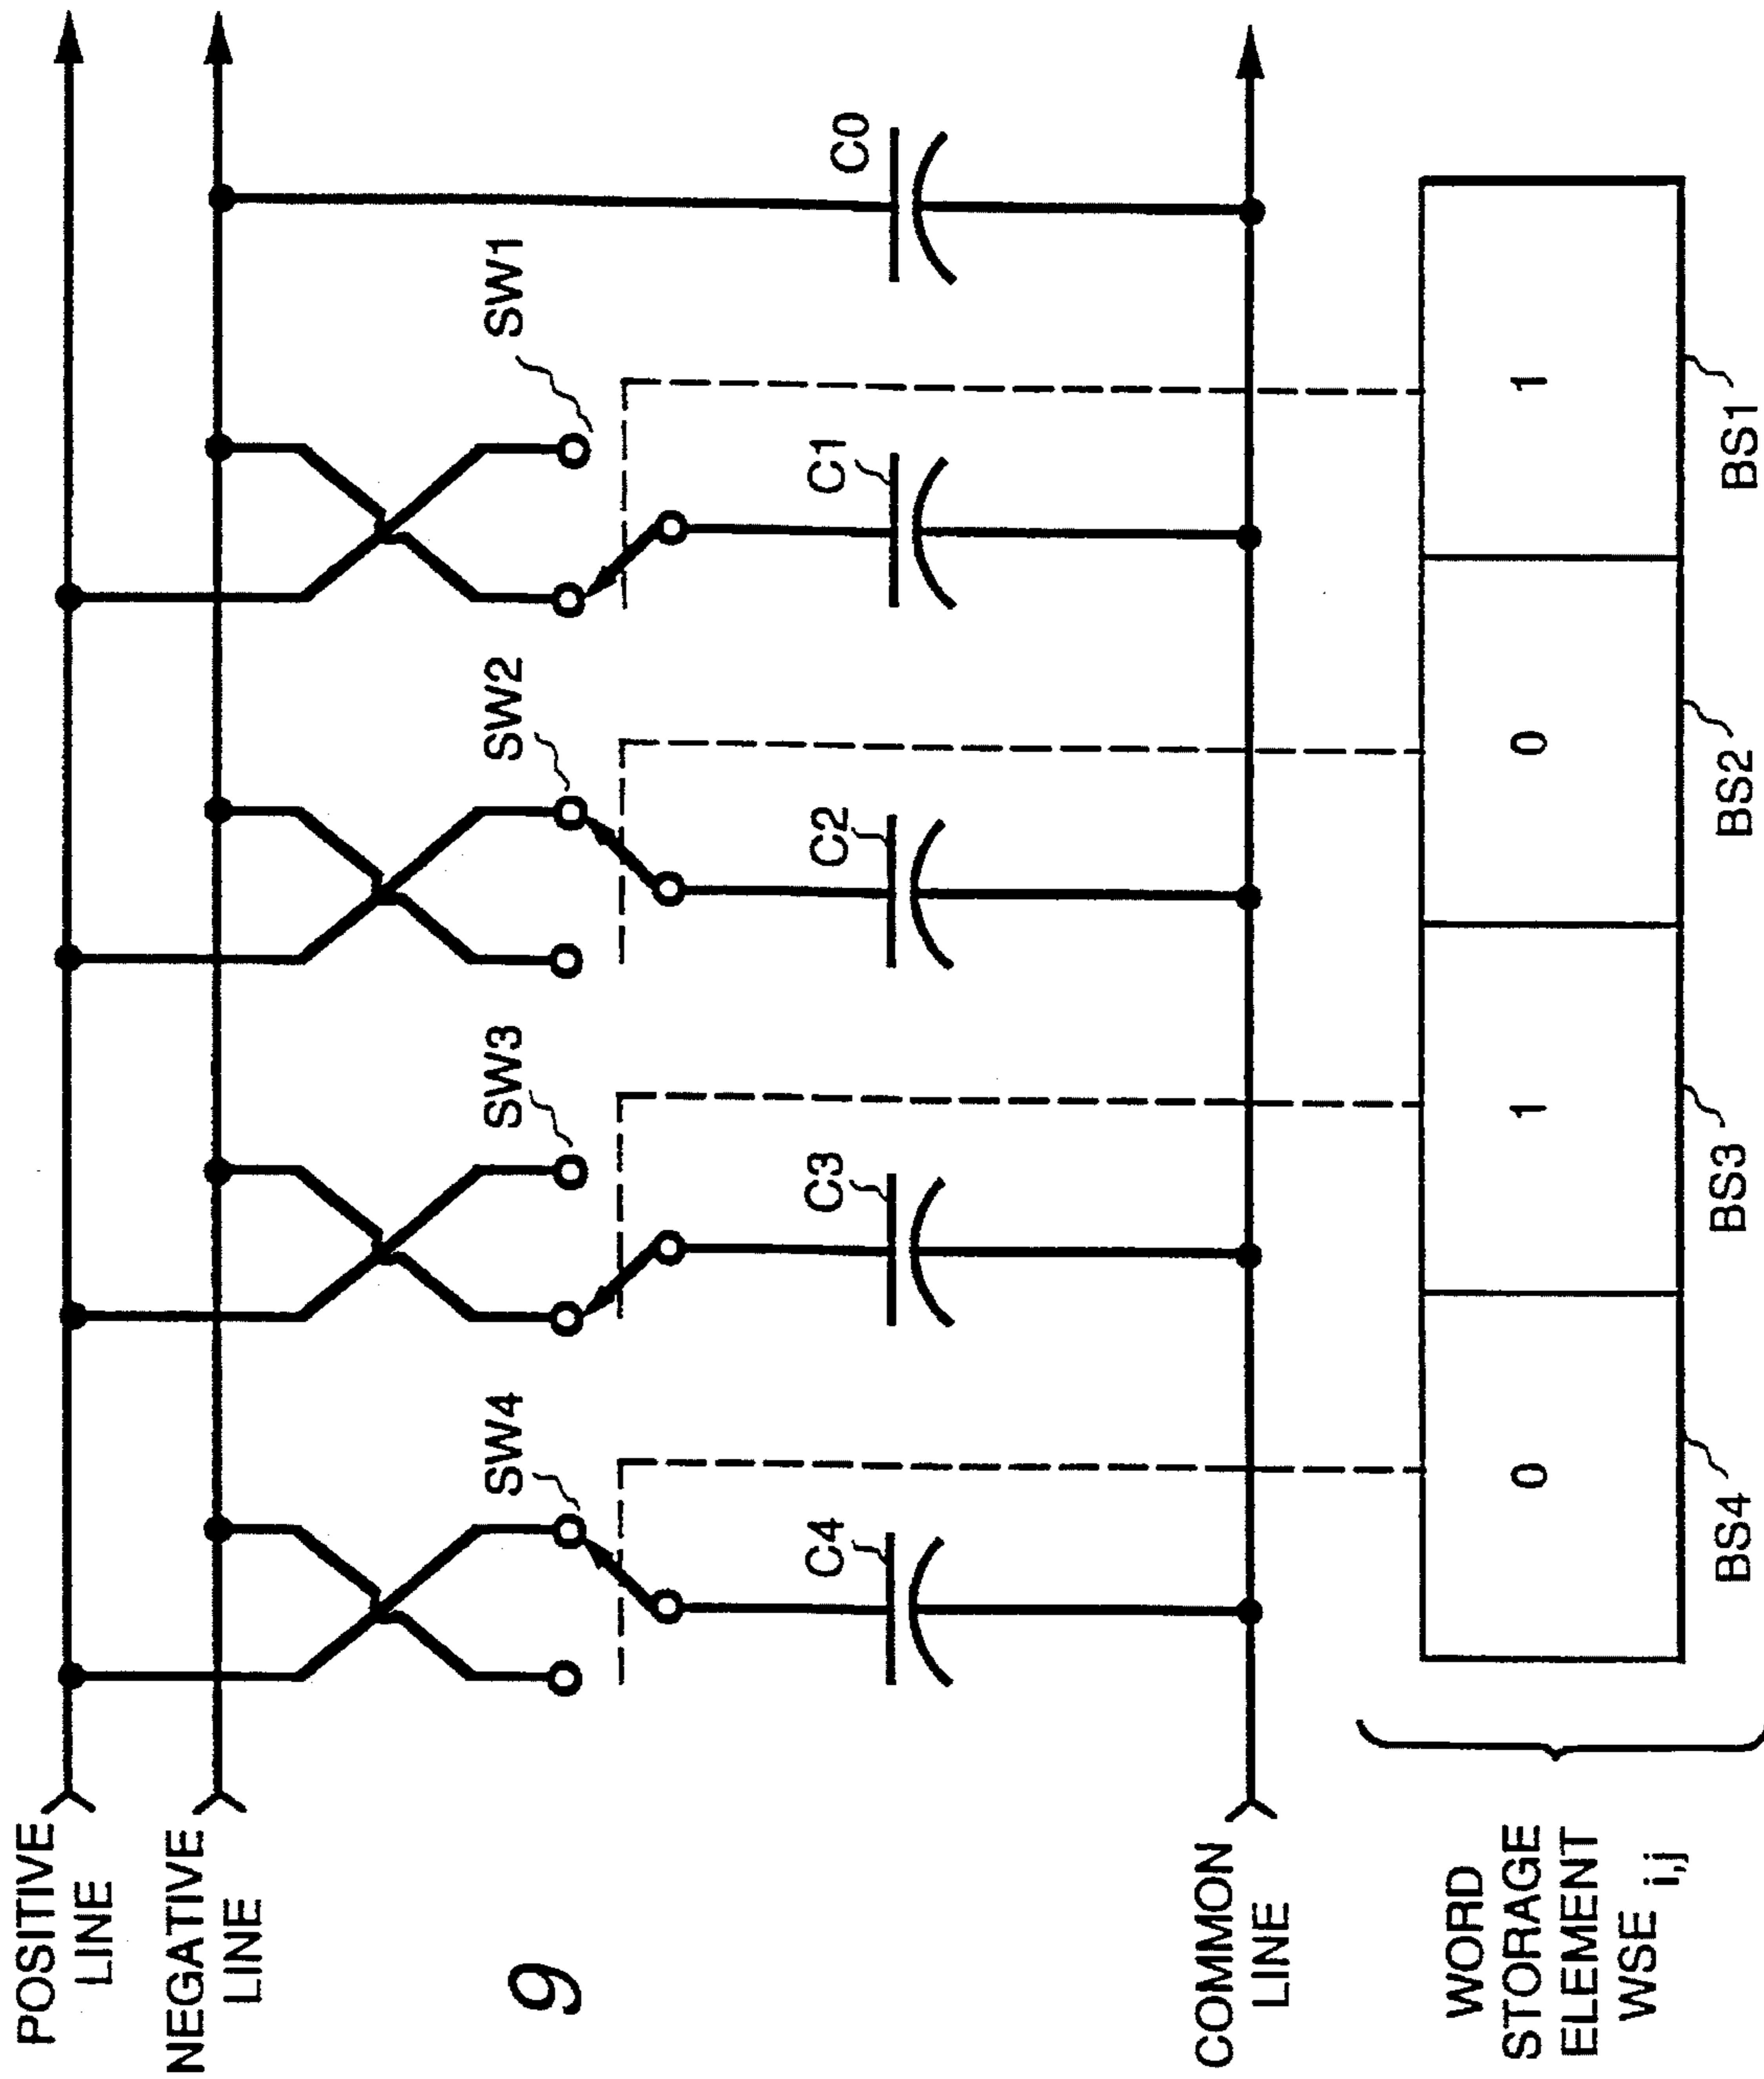 POSITIVE
LINE
NEGATIVE
LINE
SW4 SW3 SW2 SW1
9
C4 C3 C2 C1 C0
COMMON
LINE
WORD
STORAGE
ELEMENT
WSE i,j
0 1 0 1
BS4 BS3 BS2 BS1